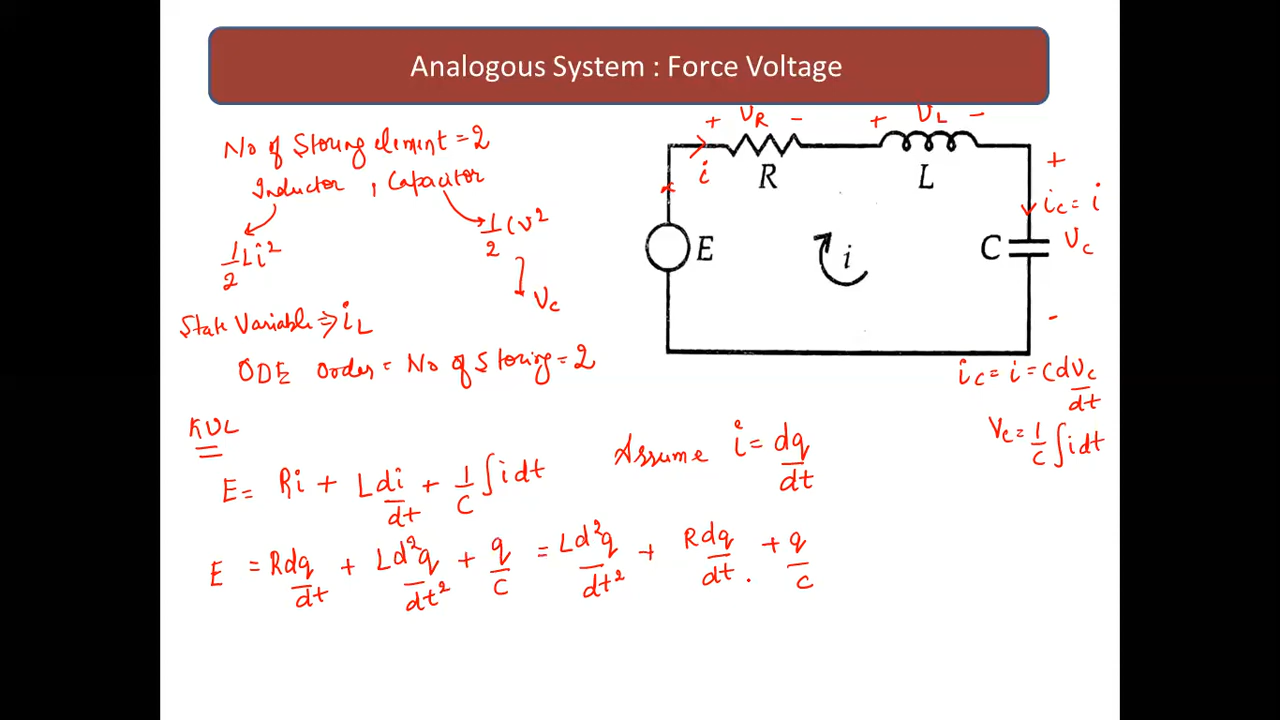 Analogous System : Force Voltage
No of Storing element = 2
Inductor , Capacitor
1/2 Li²
1/2 CV²
Vc
State Variable ⇒ iL
ODE order = No of Storing = 2
+ VR -
+ VL -
i
R
L
+
ic = i
E
i
C
Vc
-
ic = i = C dVc/dt
Vc = 1/C ∫ i dt
KVL
E = Ri + L di/dt + 1/C ∫ i dt
Assume i = dq/dt
E = R dq/dt + L d²q/dt² + q/C = L d²q/dt² + R dq/dt + q/C